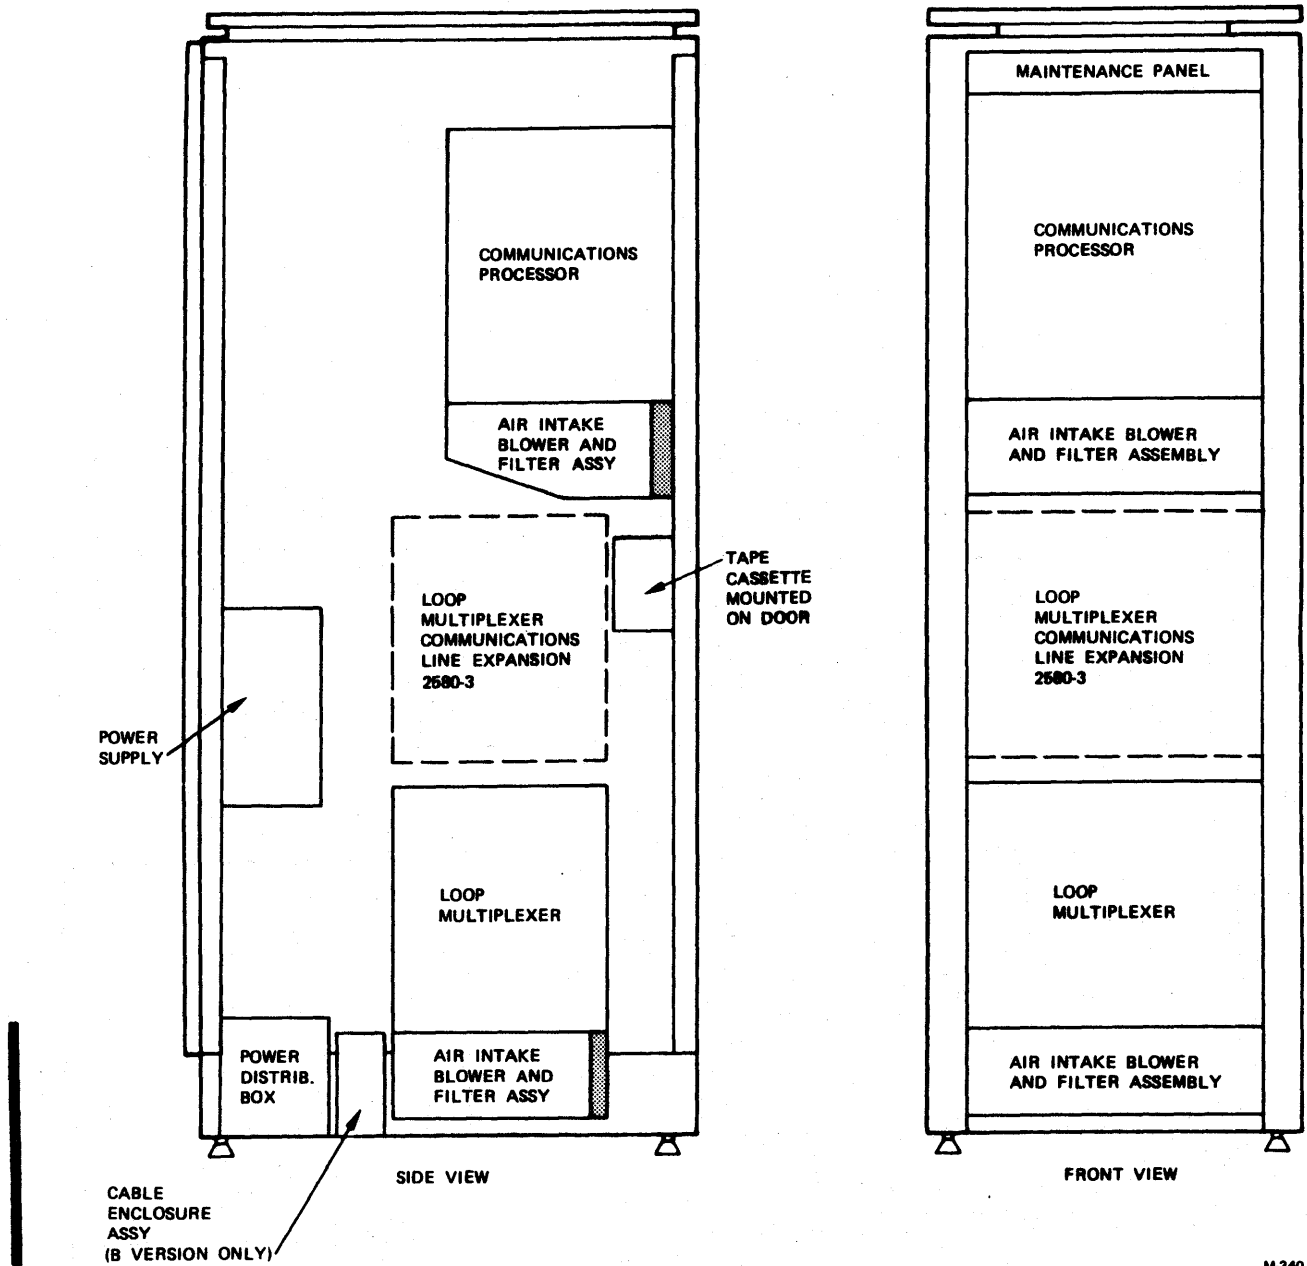 COMMUNICATIONS
PROCESSOR
AIR INTAKE
BLOWER AND
FILTER ASSY
LOOP
MULTIPLEXER
COMMUNICATIONS
LINE EXPANSION
2580-3
TAPE
CASSETTE
MOUNTED
ON DOOR
POWER
SUPPLY
LOOP
MULTIPLEXER
POWER
DISTRIB.
BOX
AIR INTAKE
BLOWER AND
FILTER ASSY
SIDE VIEW
CABLE
ENCLOSURE
ASSY
(B VERSION ONLY)
MAINTENANCE PANEL
COMMUNICATIONS
PROCESSOR
AIR INTAKE BLOWER
AND FILTER ASSEMBLY
LOOP
MULTIPLEXER
COMMUNICATIONS
LINE EXPANSION
2580-3
LOOP
MULTIPLEXER
AIR INTAKE BLOWER
AND FILTER ASSEMBLY
FRONT VIEW